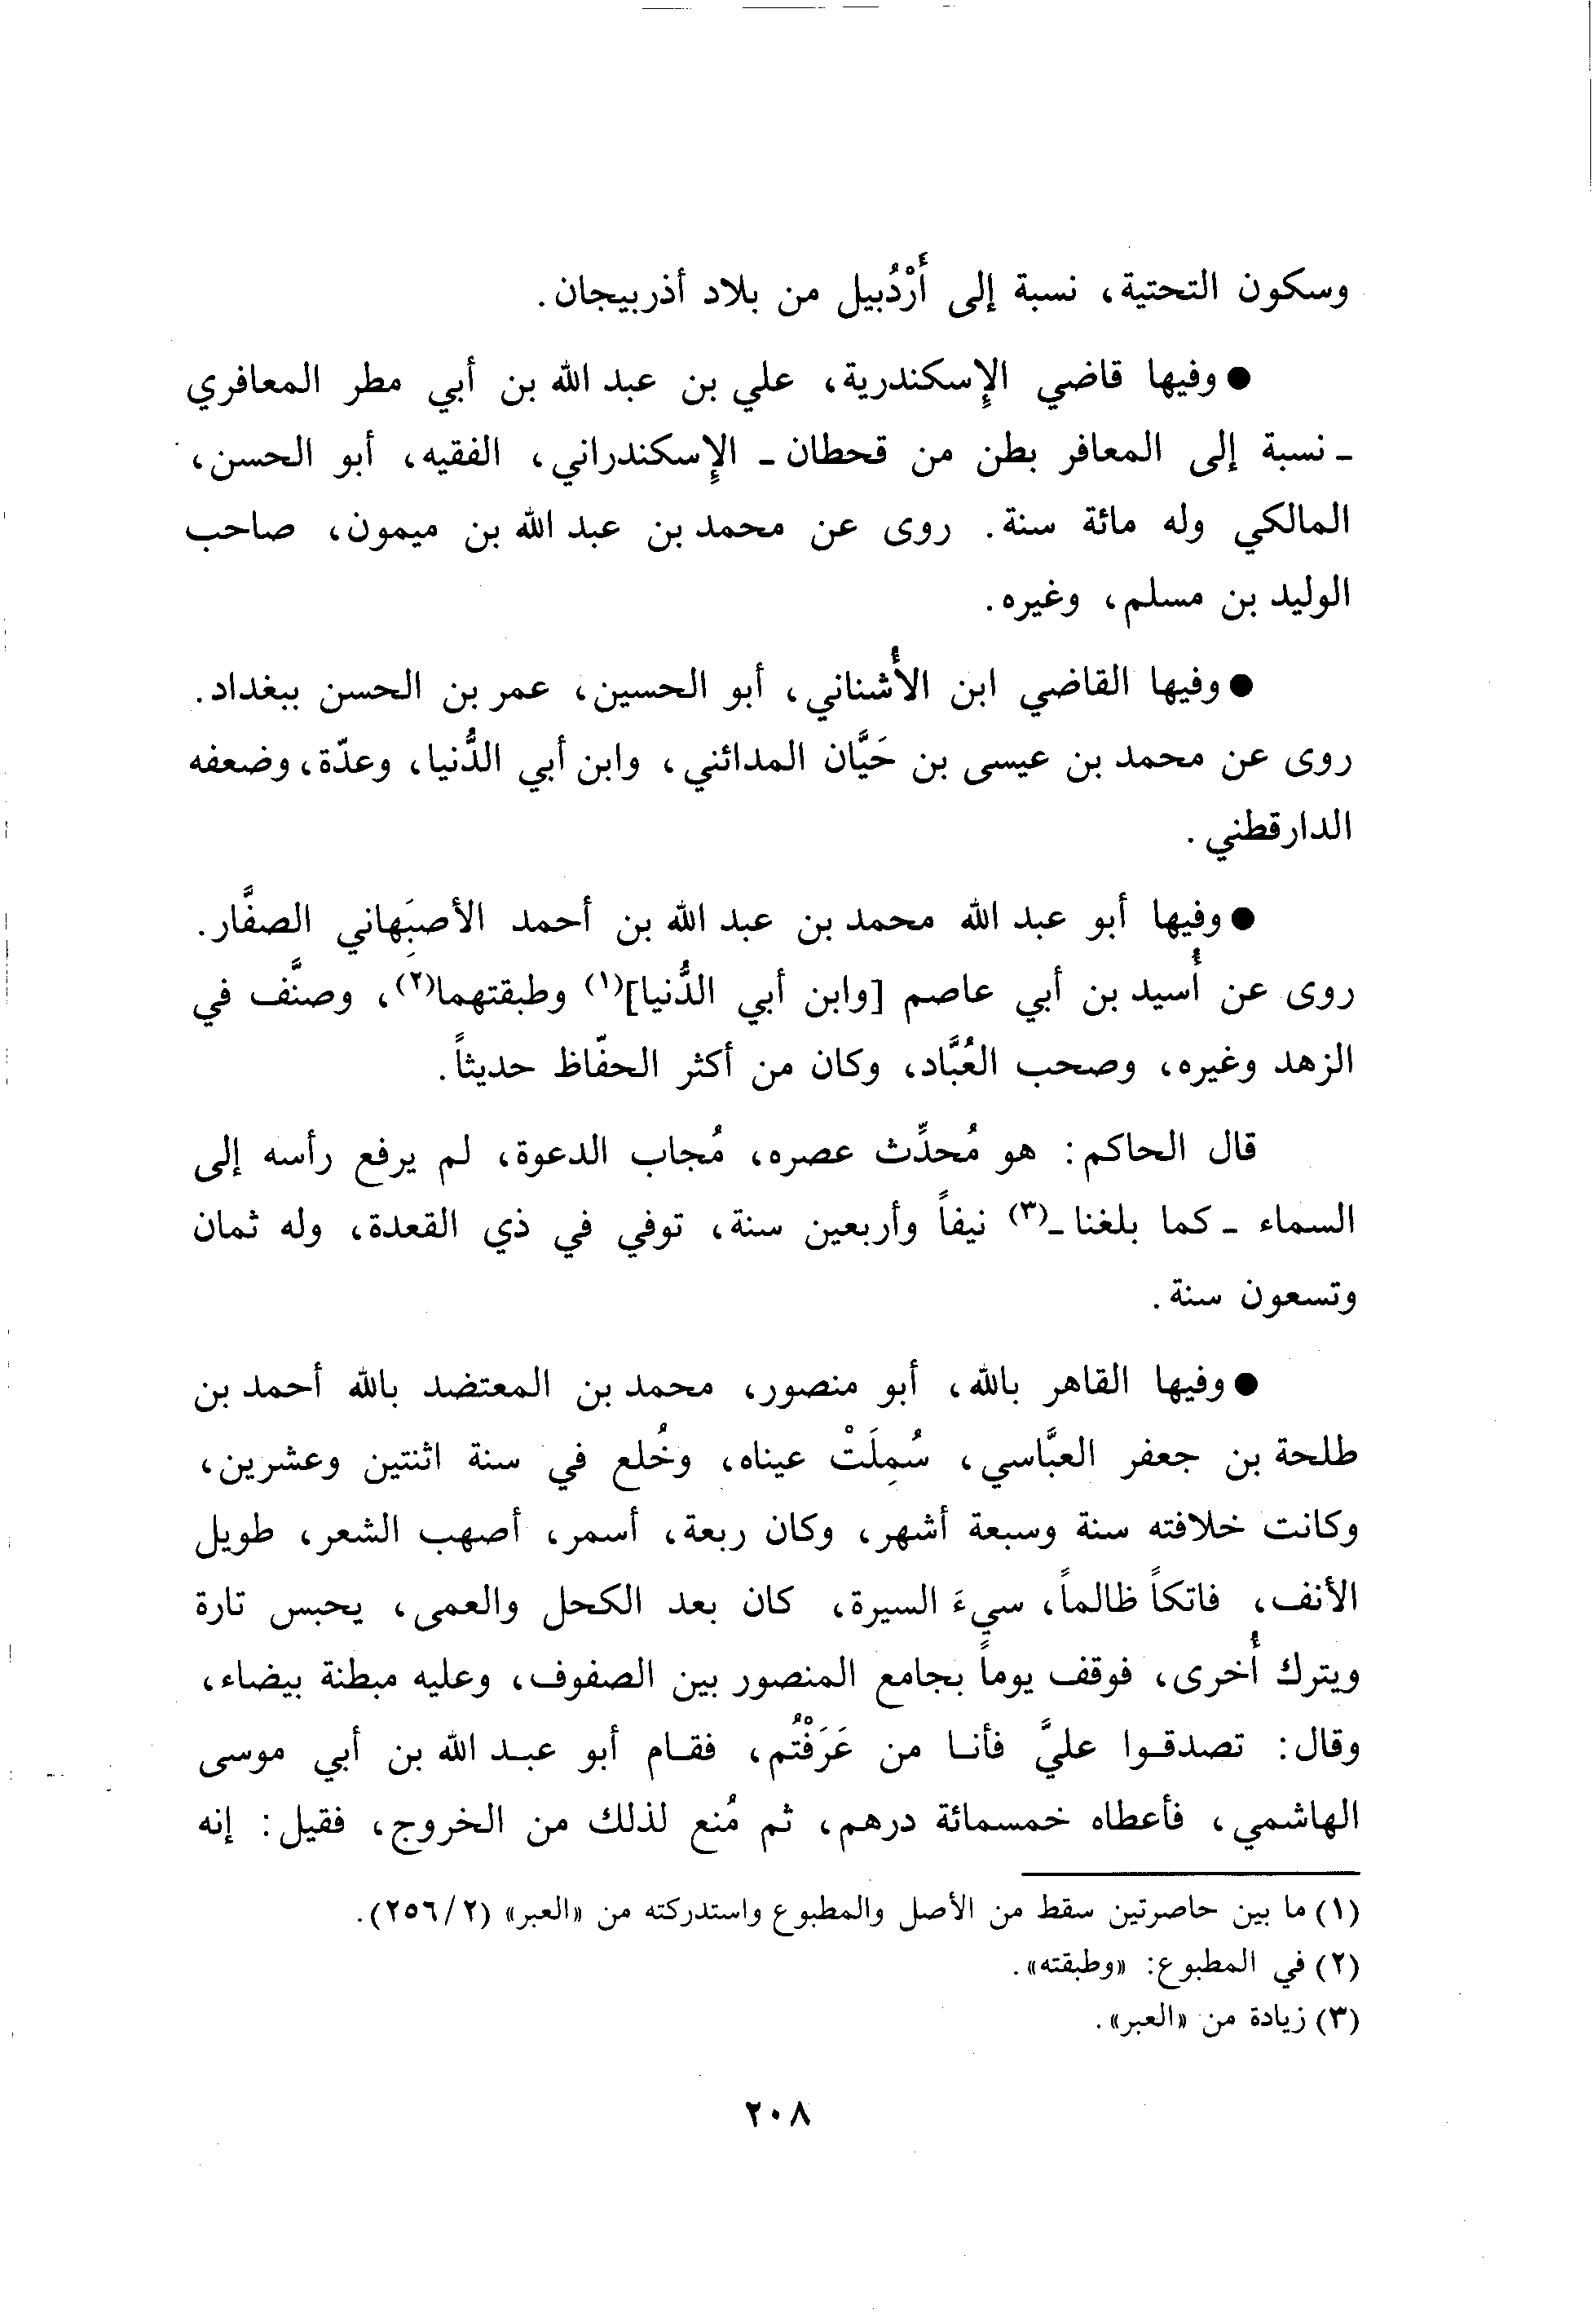 وسكون التحتية، نسبة إلى أَرْدُبيل من بلاد أذربيجان.
● وفيها قاضي الإِسكندرية، علي بن عبد الله بن أبي مطر المعافري
ـ نسبة إلى المعافر بطن من قحطان ـ الإِسكندراني، الفقيه، أبو الحسن،
المالكي وله مائة سنة. روى عن محمد بن عبد الله بن ميمون، صاحب
الوليد بن مسلم، وغيره.
● وفيها القاضي ابن الأُشناني، أبو الحسين، عمر بن الحسن ببغداد.
روى عن محمد بن عيسى بن حَيَّان المدائني، وابن أبي الدُّنيا، وعدّة، وضعفه
الدارقطني.
● وفيها أبو عبد الله محمد بن عبد الله بن أحمد الأصبِهَاني الصفَّار.
روى عن أُسيد بن أبي عاصم [وابن أبي الدُّنيا](١) وطبقتهما(٢)، وصنَّف في
الزهد وغيره، وصحب العُبَّاد، وكان من أكثر الحفّاظ حديثاً.
قال الحاكم: هو مُحدِّث عصره، مُجاب الدعوة، لم يرفع رأسه إلى
السماء ـ كما بلغنا ـ(٣) نيفاً وأربعين سنة، توفي في ذي القعدة، وله ثمان
وتسعون سنة.
● وفيها القاهر بالله، أبو منصور، محمد بن المعتضد بالله أحمد بن
طلحة بن جعفر العبَّاسي، سُمِلَتْ عيناه، وخُلع في سنة اثنتين وعشرين،
وكانت خلافته سنة وسبعة أشهر، وكان ربعة، أسمر، أصهب الشعر، طويل
الأنف، فاتكاً ظالماً، سيءَ السيرة، كان بعد الكحل والعمى، يحبس تارة
ويترك أُخرى، فوقف يوماً بجامع المنصور بين الصفوف، وعليه مبطنة بيضاء،
وقال: تصدقوا عليَّ فأنا من عَرَفْتُم، فقام أبو عبد الله بن أبي موسى
الهاشمي، فأعطاه خمسمائة درهم، ثم مُنع لذلك من الخروج، فقيل: إنه
(١) ما بين حاصرتين سقط من الأصل والمطبوع واستدركته من «العبر» (٢٥٦/٢).
(٢) في المطبوع: «وطبقته».
(٣) زيادة من «العبر».
٢٠٨